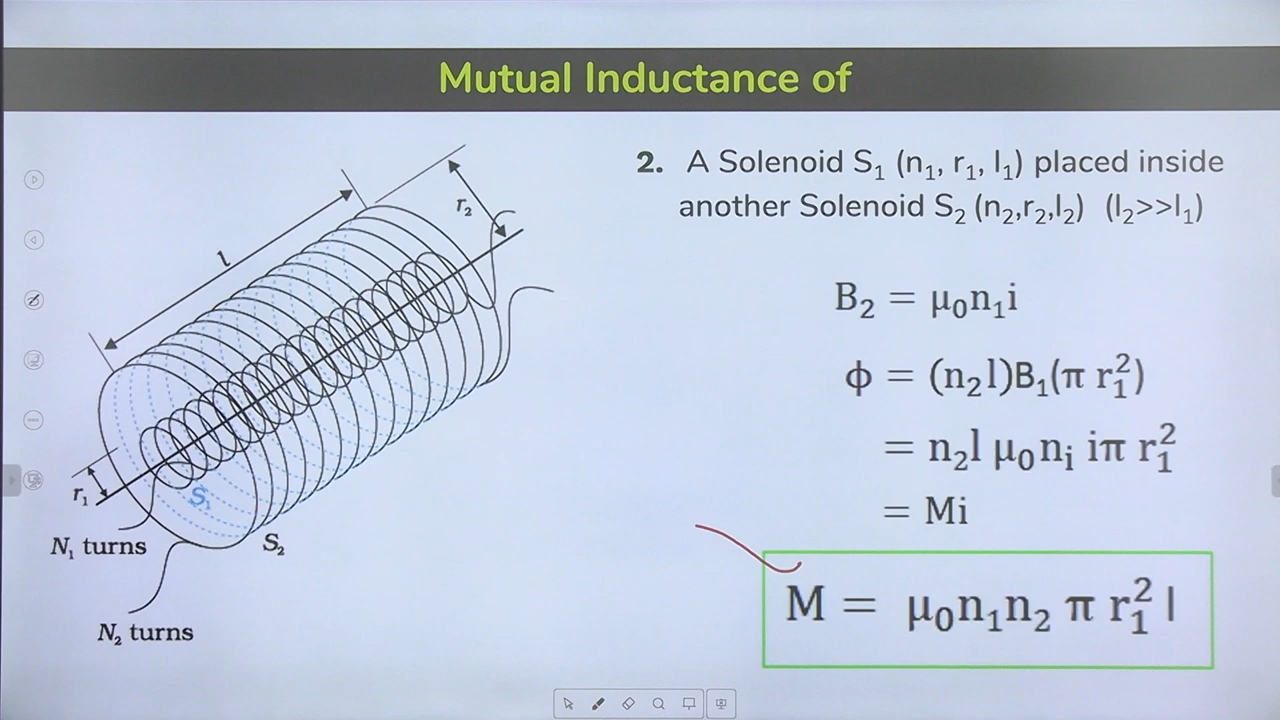 Mutual Inductance of
2. A Solenoid S₁ (n₁, r₁, l₁) placed inside
another Solenoid S₂ (n₂,r₂,l₂) (l₂>>l₁)
B₂ = μ₀n₁i
ϕ = (n₂l)B₁(π r₁²)
= n₂l μ₀nᵢ iπ r₁²
= Mi
M = μ₀n₁n₂ π r₁² l
l
r₂
r₁
S₁
S₂
N₁ turns
N₂ turns